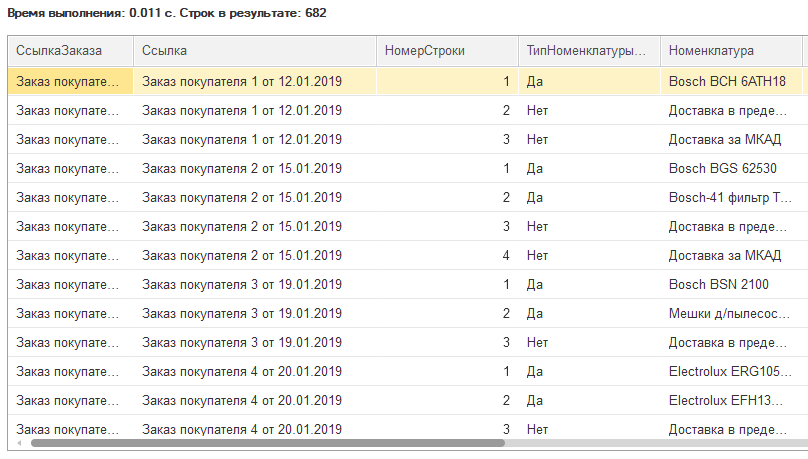 Время выполнения: 0.011 с. Строк в результате: 682
СсылкаЗаказа Ссылка НомерСтроки ТипНоменклатуры... Номенклатура
Заказ покупате... Заказ покупателя 1 от 12.01.2019 1 Да Bosch BCH 6ATH18
Заказ покупате... Заказ покупателя 1 от 12.01.2019 2 Нет Доставка в преде...
Заказ покупате... Заказ покупателя 1 от 12.01.2019 3 Нет Доставка за МКАД
Заказ покупате... Заказ покупателя 2 от 15.01.2019 1 Да Bosch BGS 62530
Заказ покупате... Заказ покупателя 2 от 15.01.2019 2 Да Bosch-41 фильтр Т...
Заказ покупате... Заказ покупателя 2 от 15.01.2019 3 Нет Доставка в преде...
Заказ покупате... Заказ покупателя 2 от 15.01.2019 4 Нет Доставка за МКАД
Заказ покупате... Заказ покупателя 3 от 19.01.2019 1 Да Bosch BSN 2100
Заказ покупате... Заказ покупателя 3 от 19.01.2019 2 Да Мешки д/пылесос...
Заказ покупате... Заказ покупателя 3 от 19.01.2019 3 Нет Доставка в преде...
Заказ покупате... Заказ покупателя 4 от 20.01.2019 1 Да Electrolux ERG105...
Заказ покупате... Заказ покупателя 4 от 20.01.2019 2 Да Electrolux EFH13...
Заказ покупате... Заказ покупателя 4 от 20.01.2019 3 Нет Доставка в преде...